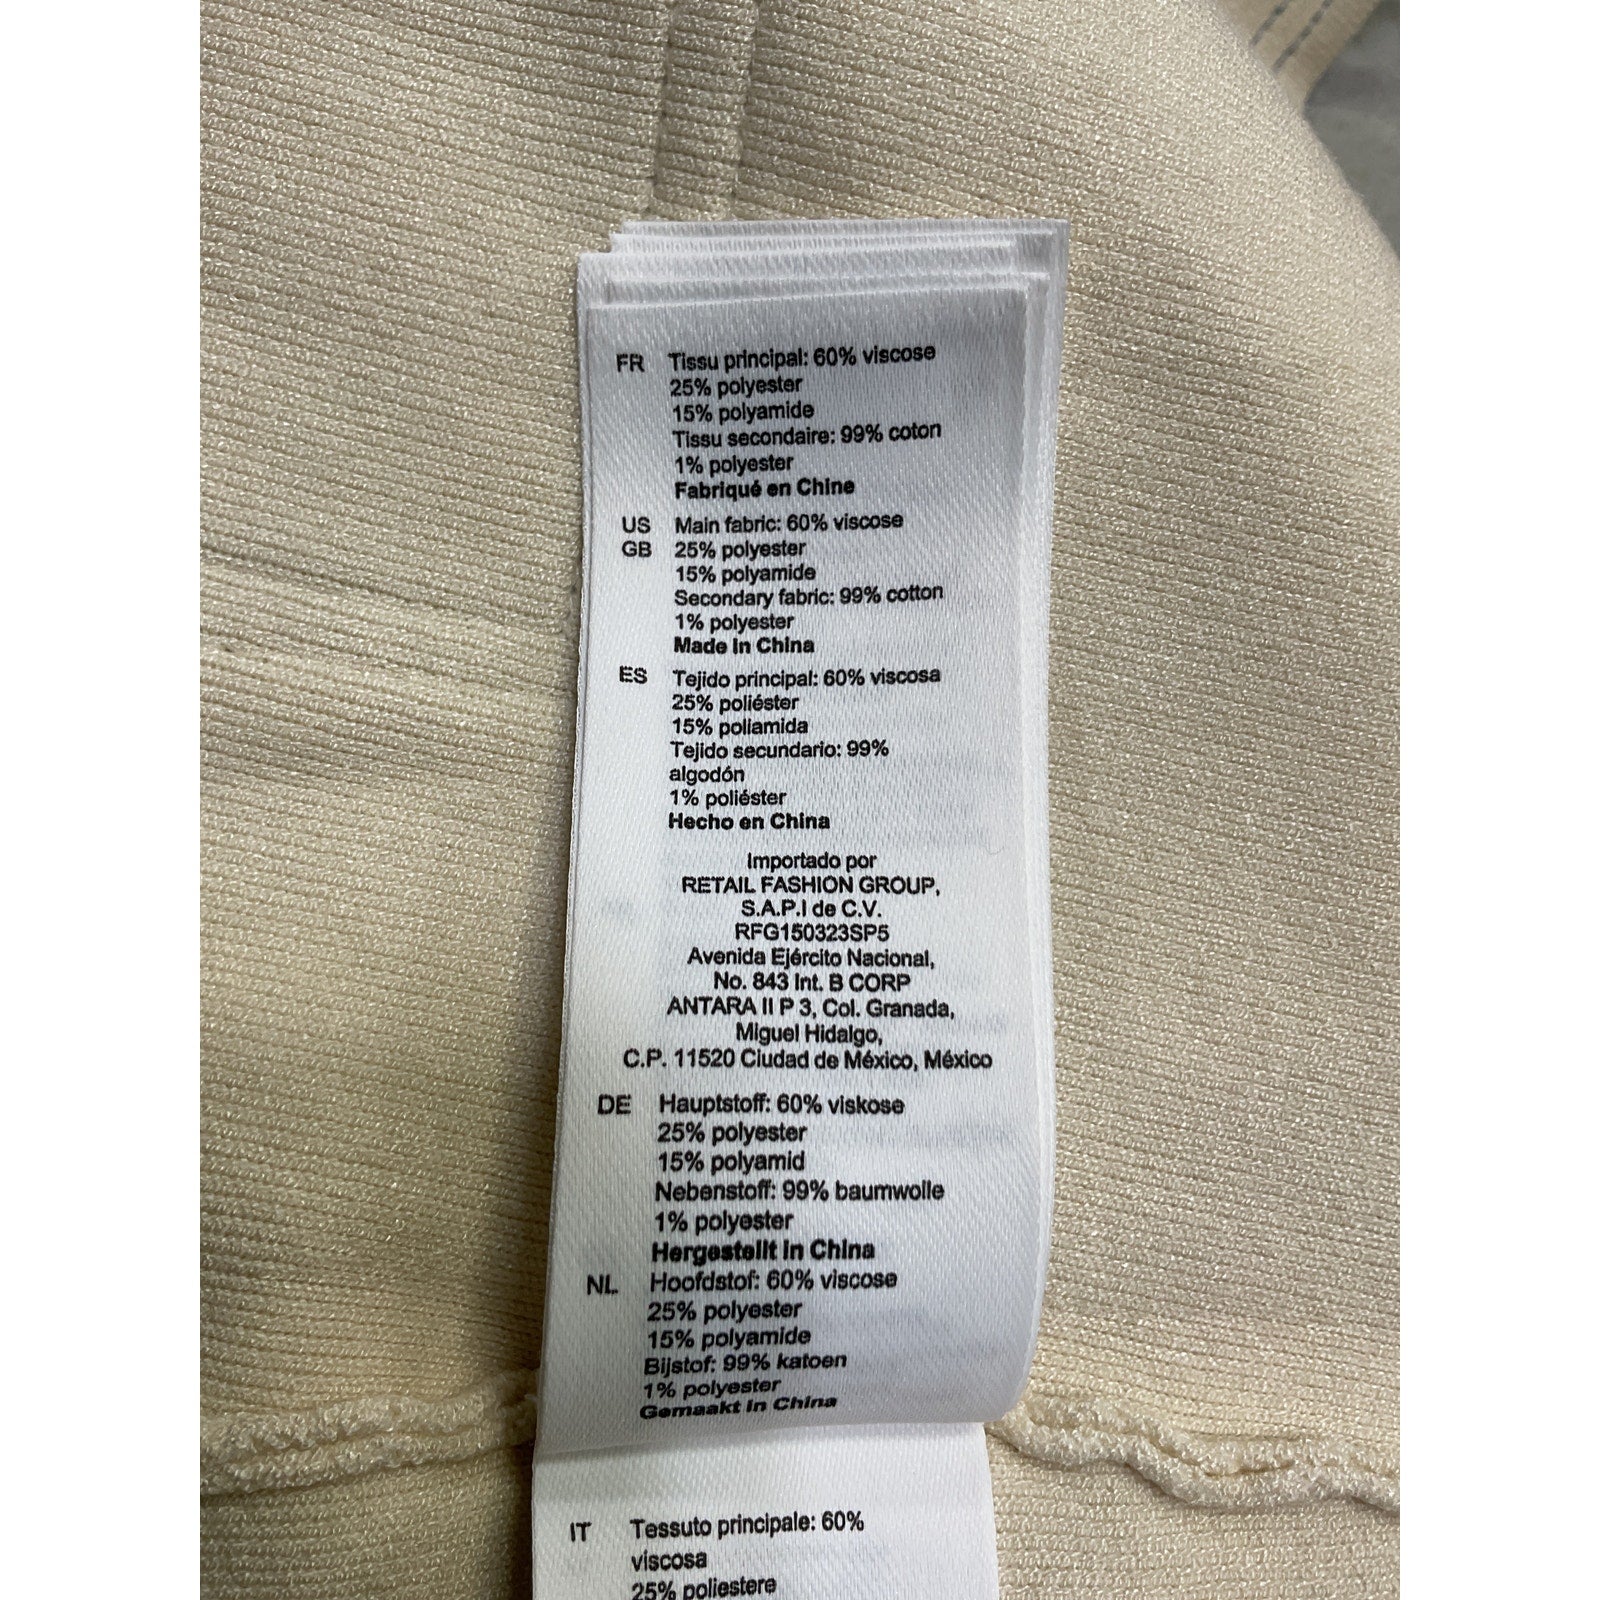 FR Tissu principal: 60% viscose
25% polyester
15% polyamide
Tissu secondaire: 99% coton
1% polyester
Fabriqué en Chine
US Main fabric: 60% viscose
GB 25% polyester
15% polyamide
Secondary fabric: 99% cotton
1% polyester
Made in China
ES Tejido principal: 60% viscosa
25% poliéster
15% poliamida
Tejido secundario: 99%
algodón
1% poliéster
Hecho en China
Importado por
RETAIL FASHION GROUP,
S.A.P.I de C.V.
RFG150323SP5
Avenida Ejército Nacional,
No. 843 Int. B CORP
ANTARA II P 3, Col. Granada,
Miguel Hidalgo,
C.P. 11520 Ciudad de México, México
DE Hauptstoff: 60% viskose
25% polyester
15% polyamid
Nebenstoff: 99% baumwolle
1% polyester
Hergestellt in China
NL Hoofdstof: 60% viscose
25% polyester
15% polyamide
Bijstof: 99% katoen
1% polyester
Gemaakt in China
IT Tessuto principale: 60%
viscosa
25% poliestere